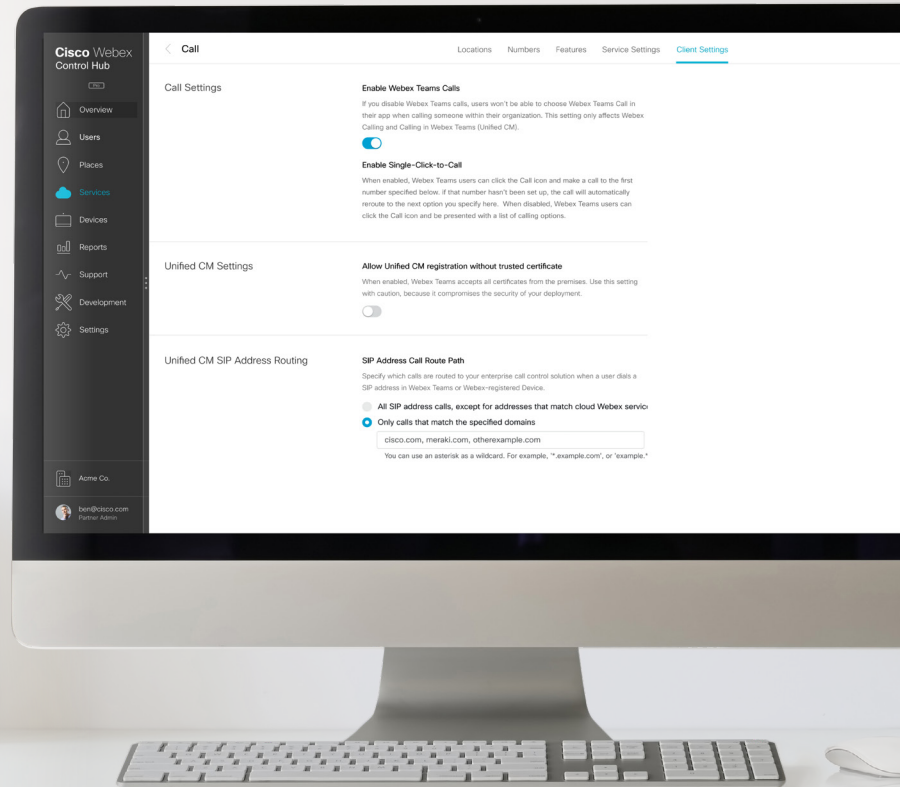 Cisco Webex
Control Hub
Pro
Overview
Users
Places
Services
Devices
Reports
Support
Development
Settings
Acme Co.
ben@cisco.com
Partner Admin
Call
Locations Numbers Features Service Settings Client Settings
Call Settings
Enable Webex Teams Calls
If you disable Webex Teams calls, users won't be able to choose Webex Teams Call in
their app when calling someone within their organization. This setting only affects Webex
Calling and Calling in Webex Teams (Unified CM).
Enable Single-Click-to-Call
When enabled, Webex Teams users can click the Call icon and make a call to the first
number specified below. if that number hasn't been set up, the call will automatically
reroute to the next option you specify here. When disabled, Webex Teams users can
click the Call icon and be presented with a list of calling options.
Unified CM Settings
Allow Unified CM registration without trusted certificate
When enabled, Webex Teams accepts all certificates from the premises. Use this setting
with caution, because it compromises the security of your deployment.
Unified CM SIP Address Routing
SIP Address Call Route Path
Specify which calls are routed to your enterprise call control solution when a user dials a
SIP address in Webex Teams or Webex-registered Device.
All SIP address calls, except for addresses that match cloud Webex servic
Only calls that match the specified domains
cisco.com, meraki.com, otherexample.com
You can use an asterisk as a wildcard. For example, '*.example.com', or 'example.*